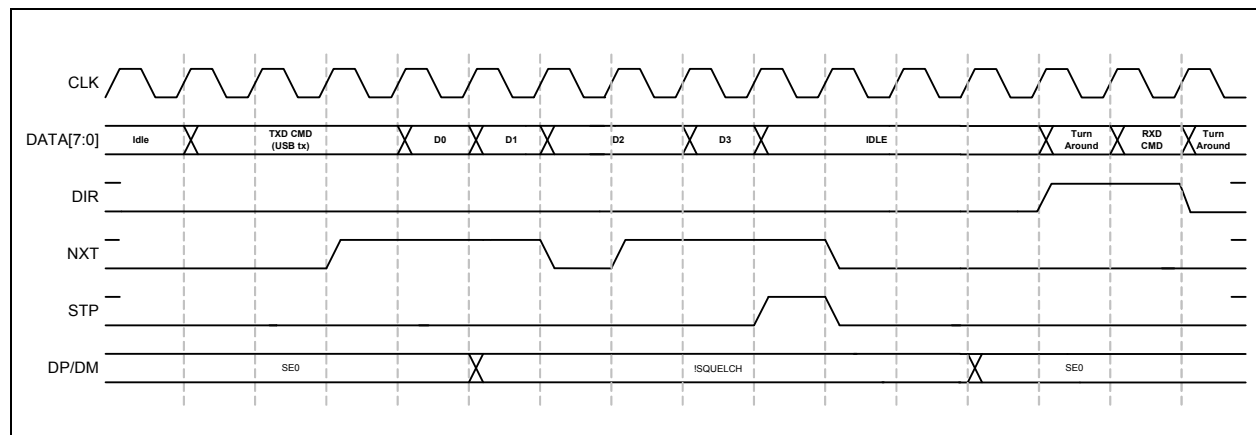 CLK
DATA[7:0] Idle TXD CMD D0 D1 D2 D3 IDLE Turn RXD Turn
(USB tx) Around CMD Around
DIR
NXT
STP
DP/DM SE0 !SQUELCH SE0